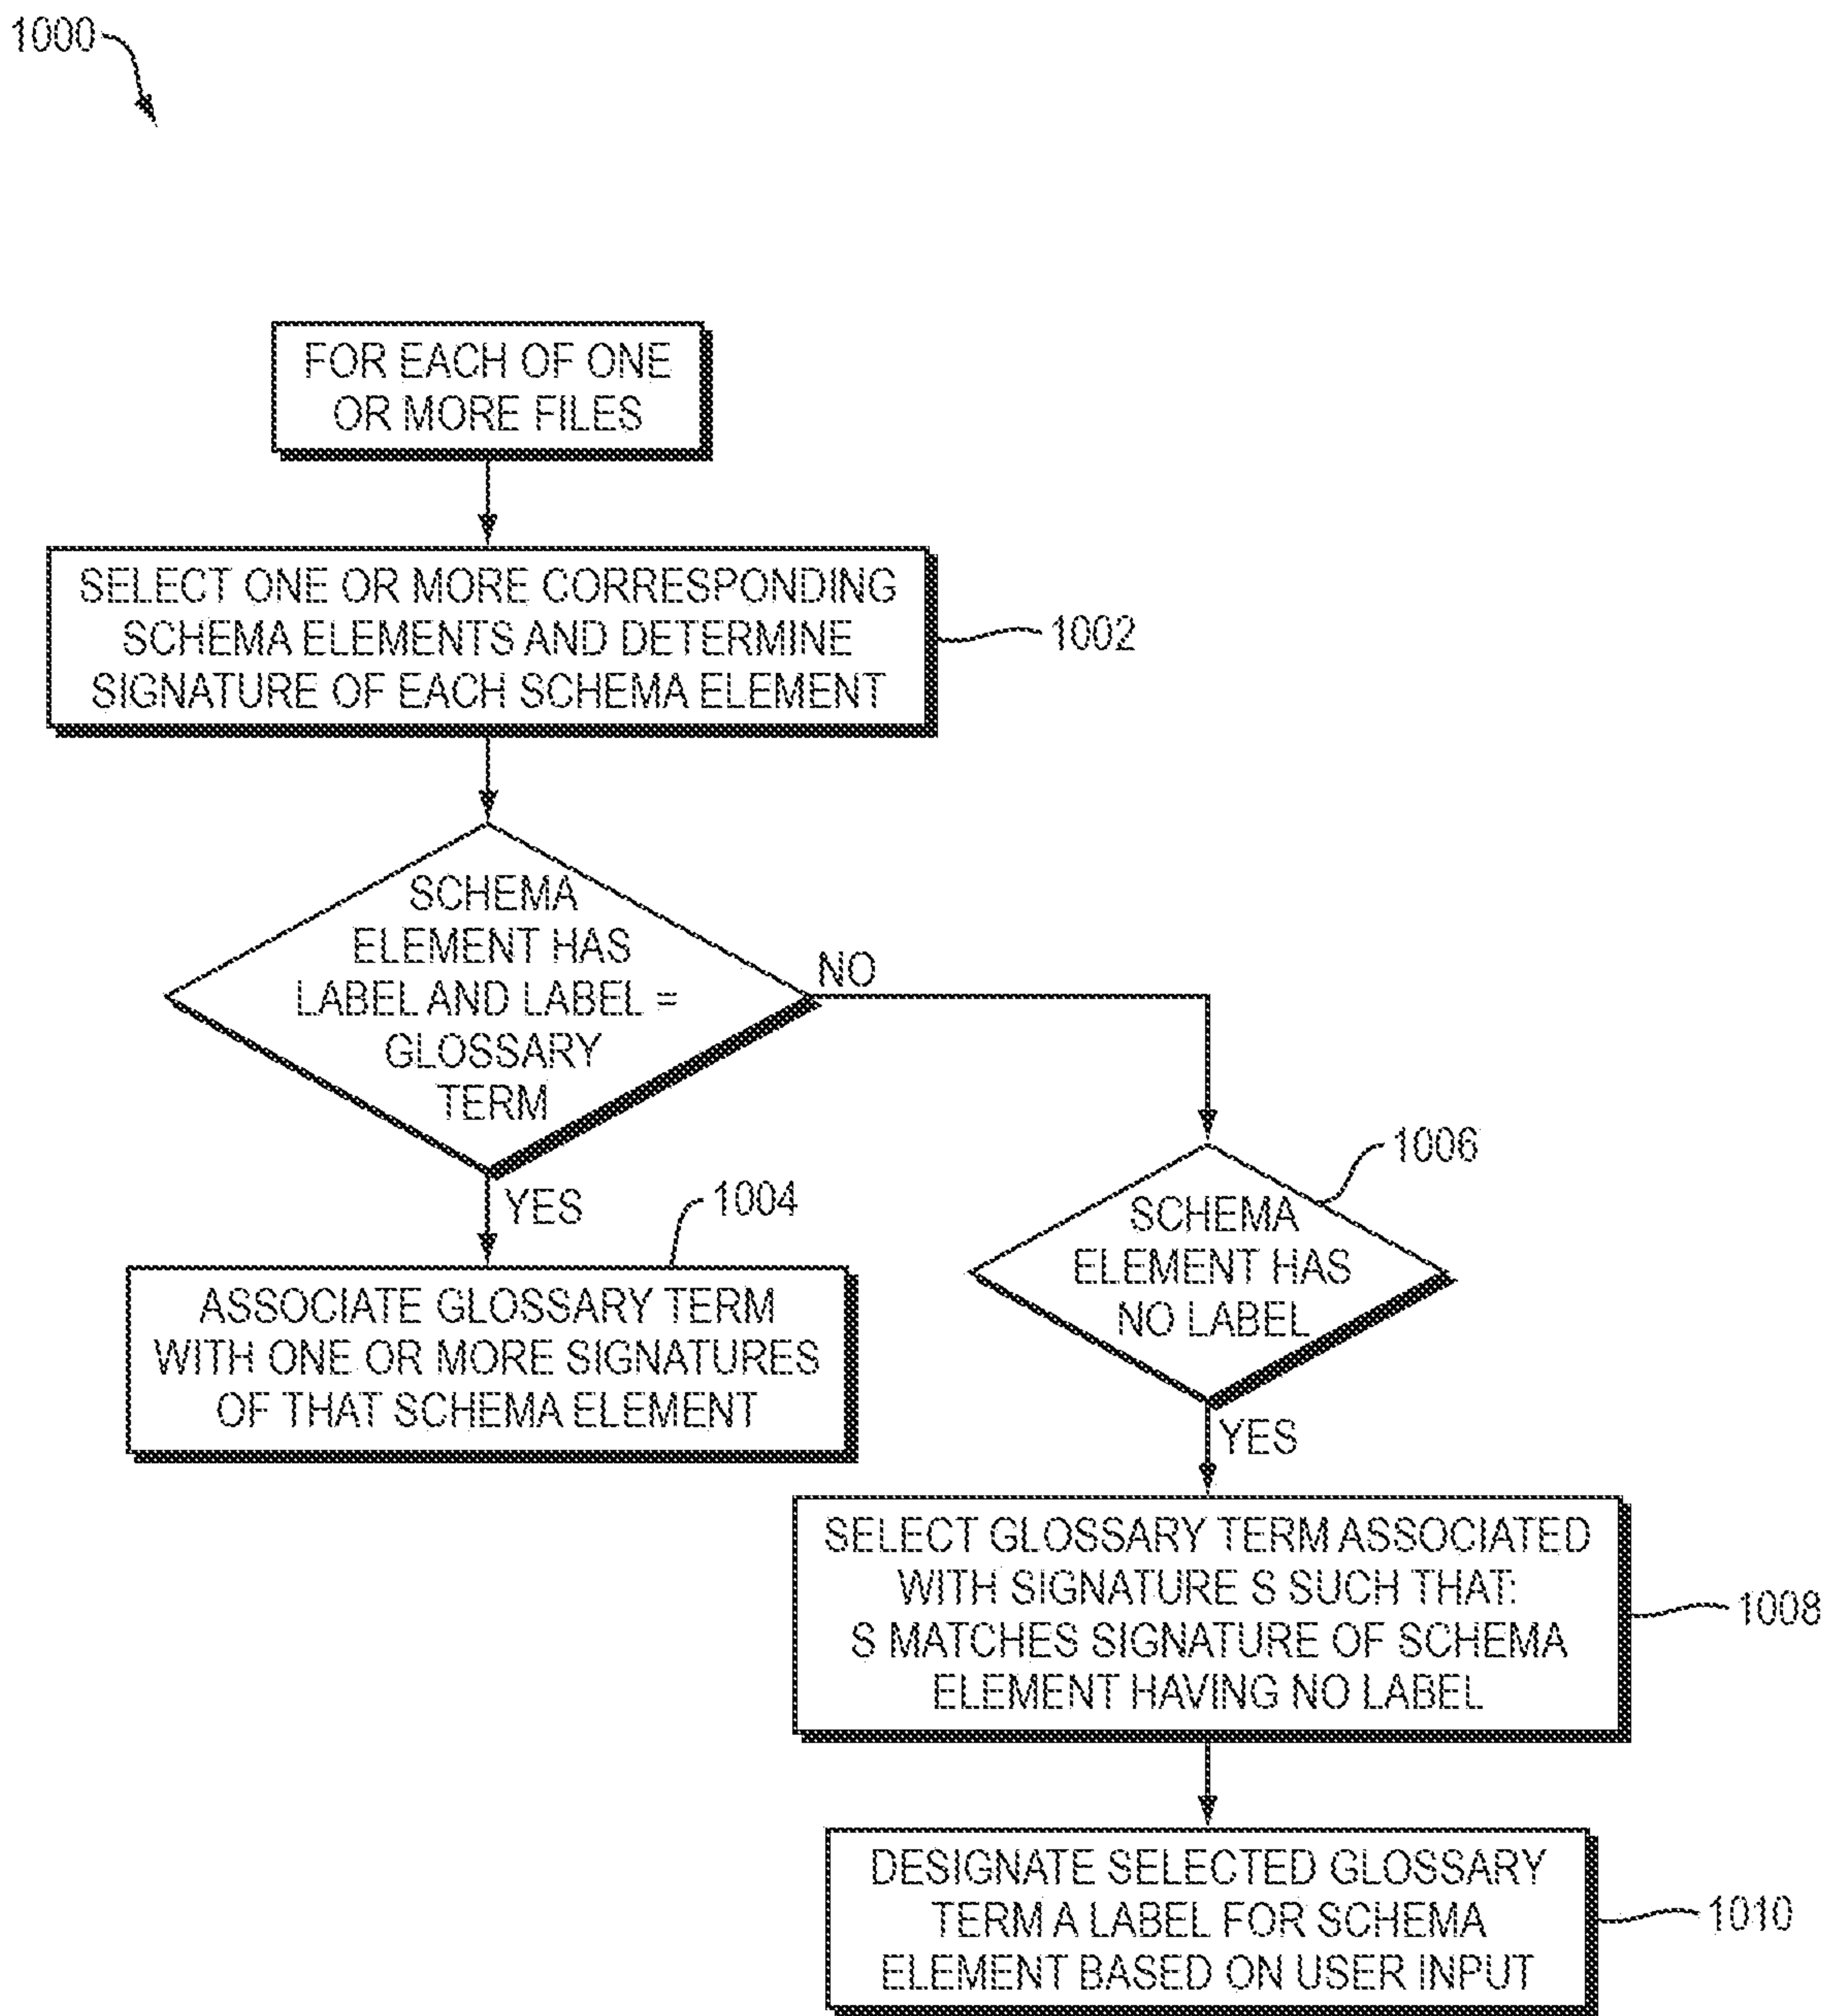 1000
FOR EACH OF ONE
OR MORE FILES
SELECT ONE OR MORE CORRESPONDING
SCHEMA ELEMENTS AND DETERMINE
SIGNATURE OF EACH SCHEMA ELEMENT
1002
SCHEMA
ELEMENT HAS
LABEL AND LABEL =
GLOSSARY
TERM
NO
YES
1004
ASSOCIATE GLOSSARY TERM
WITH ONE OR MORE SIGNATURES
OF THAT SCHEMA ELEMENT
1006
SCHEMA
ELEMENT HAS
NO LABEL
YES
SELECT GLOSSARY TERM ASSOCIATED
WITH SIGNATURE S SUCH THAT:
S MATCHES SIGNATURE OF SCHEMA
ELEMENT HAVING NO LABEL
1008
DESIGNATE SELECTED GLOSSARY
TERM A LABEL FOR SCHEMA
ELEMENT BASED ON USER INPUT
1010